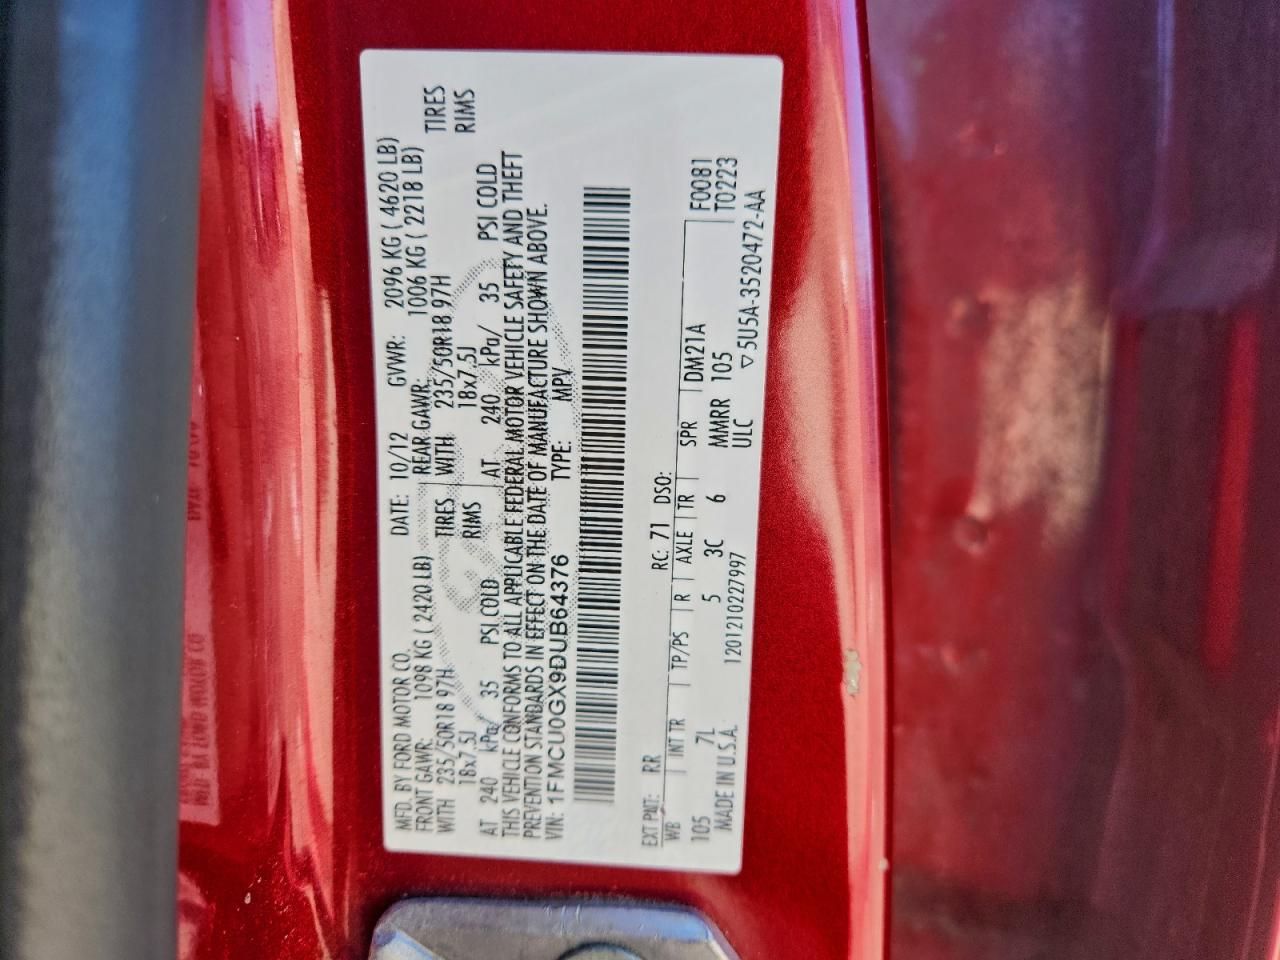 MFD. BY FORD MOTOR CO. DATE: 10/12 GVWR: 2096 KG ( 4620 LB)
FRONT GAWR: 1098 KG ( 2420 LB) REAR GAWR: 1006 KG ( 2218 LB)
WITH 235/50R18 97H TIRES WITH 235/50R18 97H TIRES
18x7.5J RIMS 18x7.5J RIMS
AT 240 kPa/ 35 PSI COLD AT 240 kPa/ 35 PSI COLD
THIS VEHICLE CONFORMS TO ALL APPLICABLE FEDERAL MOTOR VEHICLE SAFETY AND THEFT
PREVENTION STANDARDS IN EFFECT ON THE DATE OF MANUFACTURE SHOWN ABOVE.
VIN: 1FMCU0GX9DUB64376 TYPE: MPV
EXT PNT: RR RC: 71 DSO: F0081
WB INT TR TP/PS R AXLE TR SPR DM21A T0223
105 7L 5 3C 6 MMRR 105
ULC
MADE IN U.S.A. 1201210227997 ▽5U5A-3520472-AA